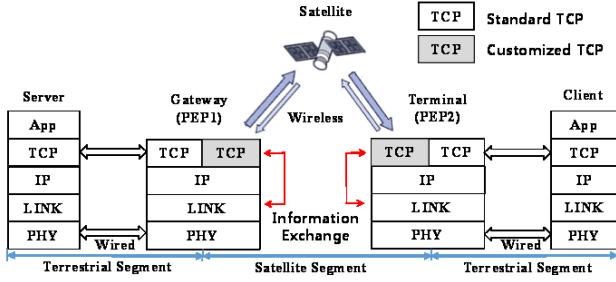 Satellite
TCP Standard TCP
TCP Customized TCP
Server
Gateway
(PEP1)
Wireless
Terminal
(PEP2)
Client
App
TCP
IP
LINK
PHY
TCP TCP
IP
LINK
PHY
Information
Exchange
TCP TCP
IP
LINK
PHY
App
TCP
IP
LINK
PHY
Wired
Wired
Terrestrial Segment
Satellite Segment
Terrestrial Segment